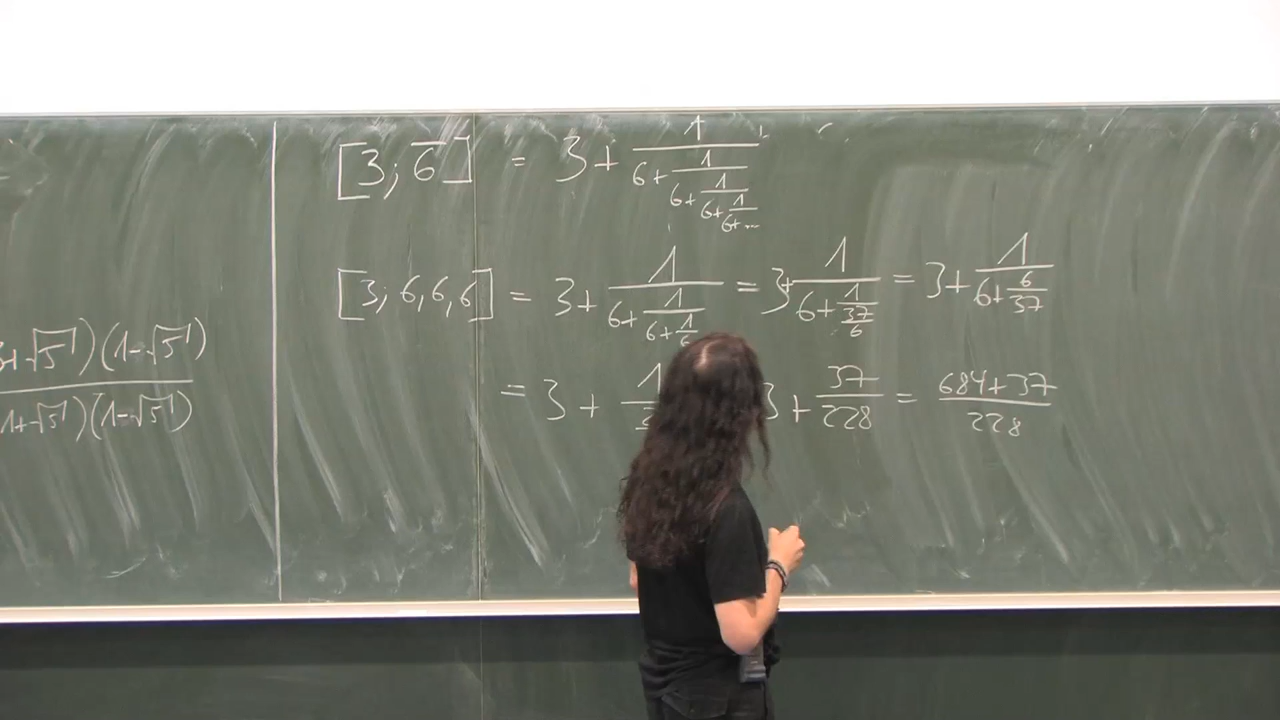 [3; 6̅] = 3 + 1/(6 + 1/(6 + 1/(6 + 1/(6 + ...
[3; 6, 6, 6] = 3 + 1/(6 + 1/(6 + 1/6)) = 3 + 1/(6 + 1/(37/6)) = 3 + 1/(6 + 6/37)
= 3 + 3 + 37/228 = (684 + 37)/228
+√5)(1-√5)
1+√5)(1-√5)